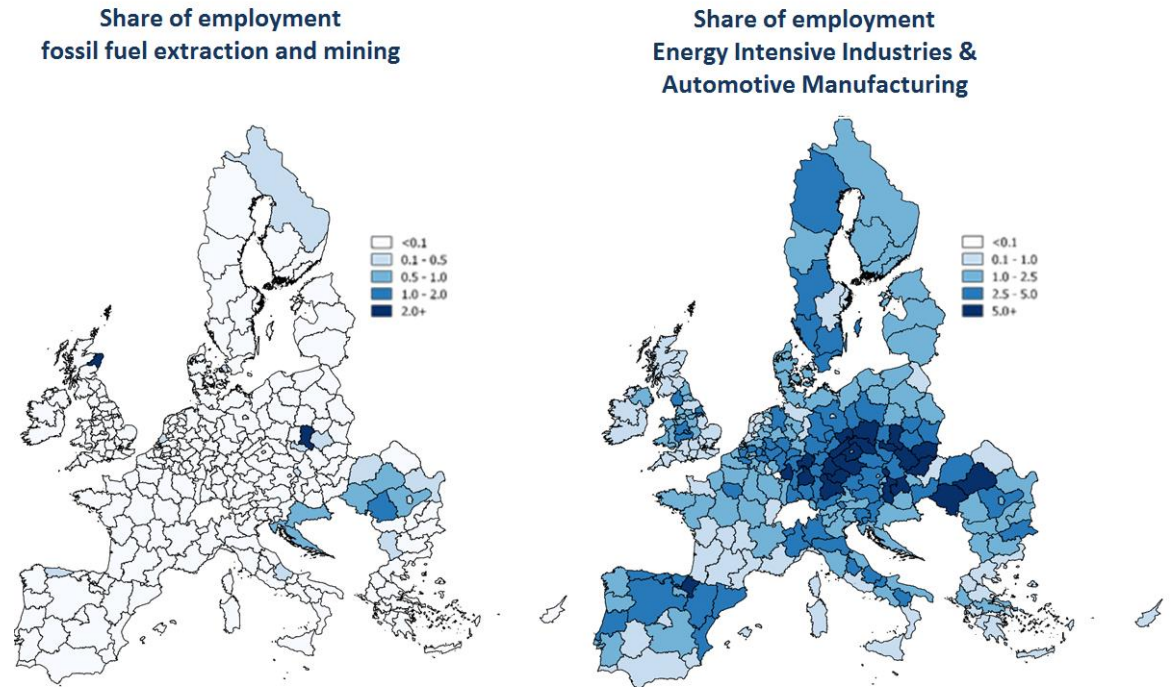 Share of employment
fossil fuel extraction and mining
<0.1
0.1 - 0.5
0.5 - 1.0
1.0 - 2.0
2.0+
Share of employment
Energy Intensive Industries &
Automotive Manufacturing
<0.1
0.1 - 1.0
1.0 - 2.5
2.5 - 5.0
5.0+